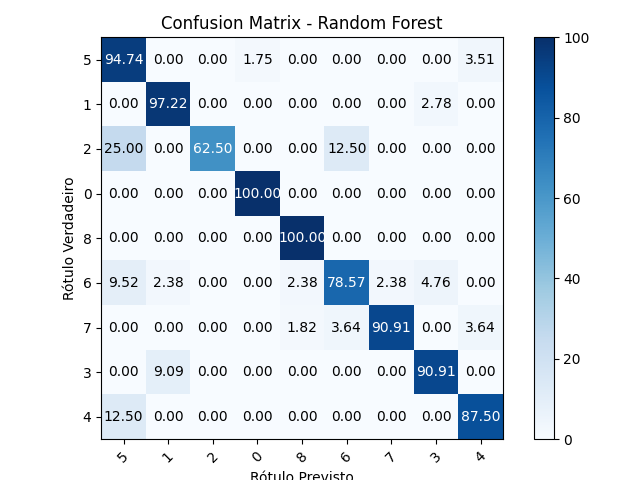 Confusion Matrix - Random Forest
5 94.74 0.00 0.00 1.75 0.00 0.00 0.00 0.00 3.51
1 0.00 97.22 0.00 0.00 0.00 0.00 0.00 2.78 0.00
2 25.00 0.00 62.50 0.00 0.00 12.50 0.00 0.00 0.00
0 0.00 0.00 0.00 100.00 0.00 0.00 0.00 0.00 0.00
8 0.00 0.00 0.00 0.00 100.00 0.00 0.00 0.00 0.00
6 9.52 2.38 0.00 0.00 2.38 78.57 2.38 4.76 0.00
7 0.00 0.00 0.00 0.00 1.82 3.64 90.91 0.00 3.64
3 0.00 9.09 0.00 0.00 0.00 0.00 0.00 90.91 0.00
4 12.50 0.00 0.00 0.00 0.00 0.00 0.00 0.00 87.50
5 1 2 0 8 6 7 3 4
Rótulo Previsto
Rótulo Verdadeiro
100
80
60
40
20
0